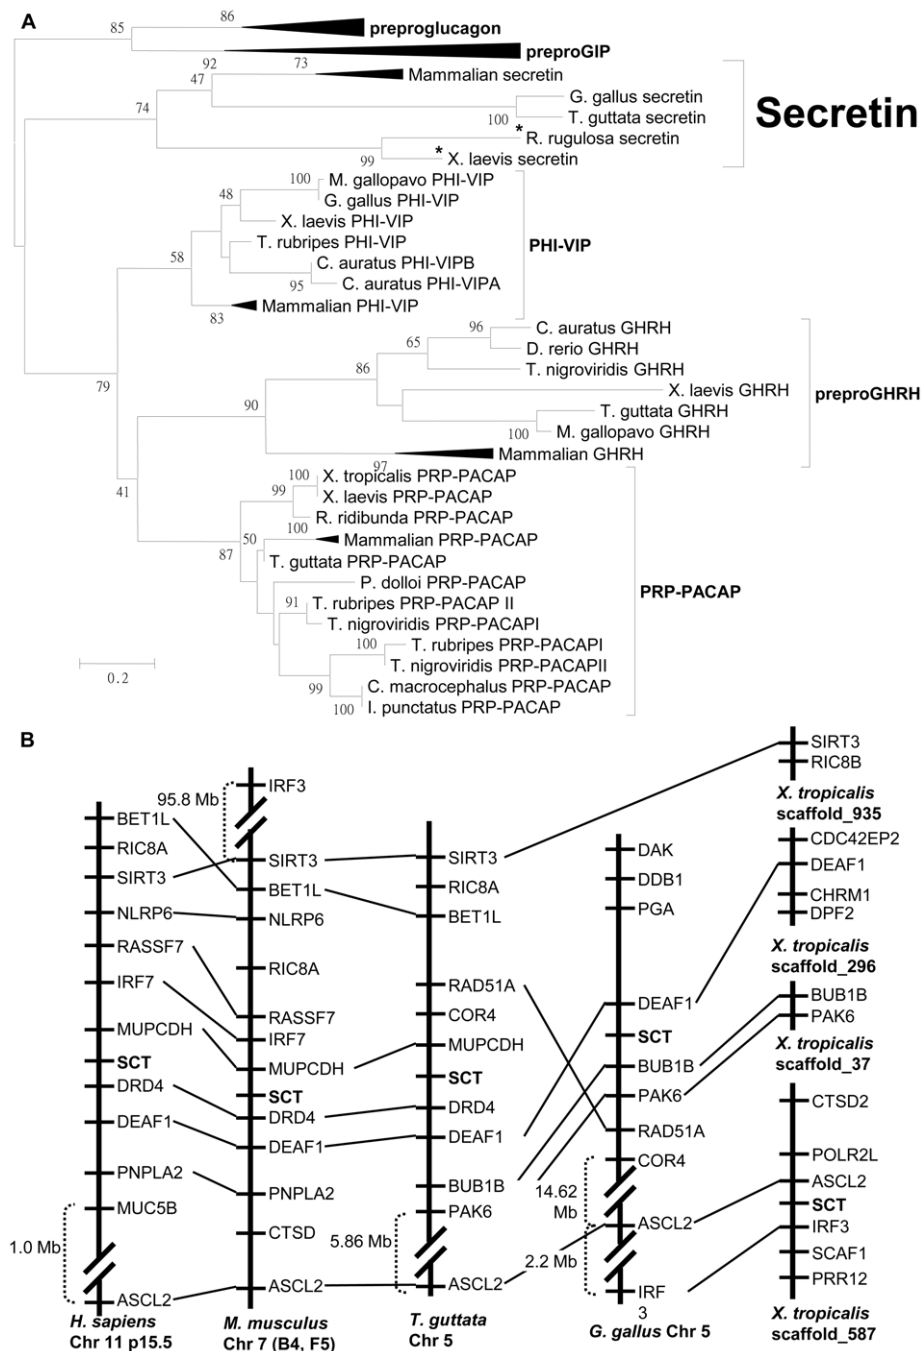 A
86
85
preproglucagon
preproGIP
92
73
47
Mammalian secretin
G. gallus secretin
74
100
T. guttata secretin
Secretin
*
R. rugulosa secretin
*
99
X. laevis secretin
100
M. gallopavo PHI-VIP
48
G. gallus PHI-VIP
X. laevis PHI-VIP
T. rubripes PHI-VIP
PHI-VIP
58
C. auratus PHI-VIPB
95
C. auratus PHI-VIPA
Mammalian PHI-VIP
83
96
C. auratus GHRH
65
D. rerio GHRH
86
T. nigroviridis GHRH
79
X. laevis GHRH
preproGHRH
90
T. guttata GHRH
100
M. gallopavo GHRH
Mammalian GHRH
97
41
100
X. tropicalis PRP-PACAP
99
X. laevis PRP-PACAP
R. ridibunda PRP-PACAP
100
87
50
Mammalian PRP-PACAP
T. guttata PRP-PACAP
P. dolloi PRP-PACAP
PRP-PACAP
91
T. rubripes PRP-PACAP II
T. nigroviridis PRP-PACAPI
100
T. rubripes PRP-PACAPI
T. nigroviridis PRP-PACAPII
99
C. macrocephalus PRP-PACAP
100
I. punctatus PRP-PACAP
0.2
B
BET1L
RIC8A
SIRT3
NLRP6
RASSF7
IRF7
MUPCDH
SCT
DRD4
DEAF1
PNPLA2
MUC5B
1.0 Mb
ASCL2
H. sapiens
Chr 11 p15.5
95.8 Mb
IRF3
SIRT3
BET1L
NLRP6
RIC8A
RASSF7
IRF7
MUPCDH
SCT
DRD4
DEAF1
PNPLA2
CTSD
ASCL2
M. musculus
Chr 7 (B4, F5)
SIRT3
RIC8A
BET1L
RAD51A
COR4
MUPCDH
SCT
DRD4
DEAF1
BUB1B
PAK6
5.86 Mb
ASCL2
T. guttata
Chr 5
DAK
DDB1
PGA
DEAF1
SCT
BUB1B
PAK6
RAD51A
COR4
14.62
Mb
ASCL2
2.2 Mb
IRF
3
G. gallus Chr 5
SIRT3
RIC8B
X. tropicalis
scaffold_935
CDC42EP2
DEAF1
CHRM1
DPF2
X. tropicalis
scaffold_296
BUB1B
PAK6
X. tropicalis
scaffold_37
CTSD2
POLR2L
ASCL2
SCT
IRF3
SCAF1
PRR12
X. tropicalis
scaffold_587